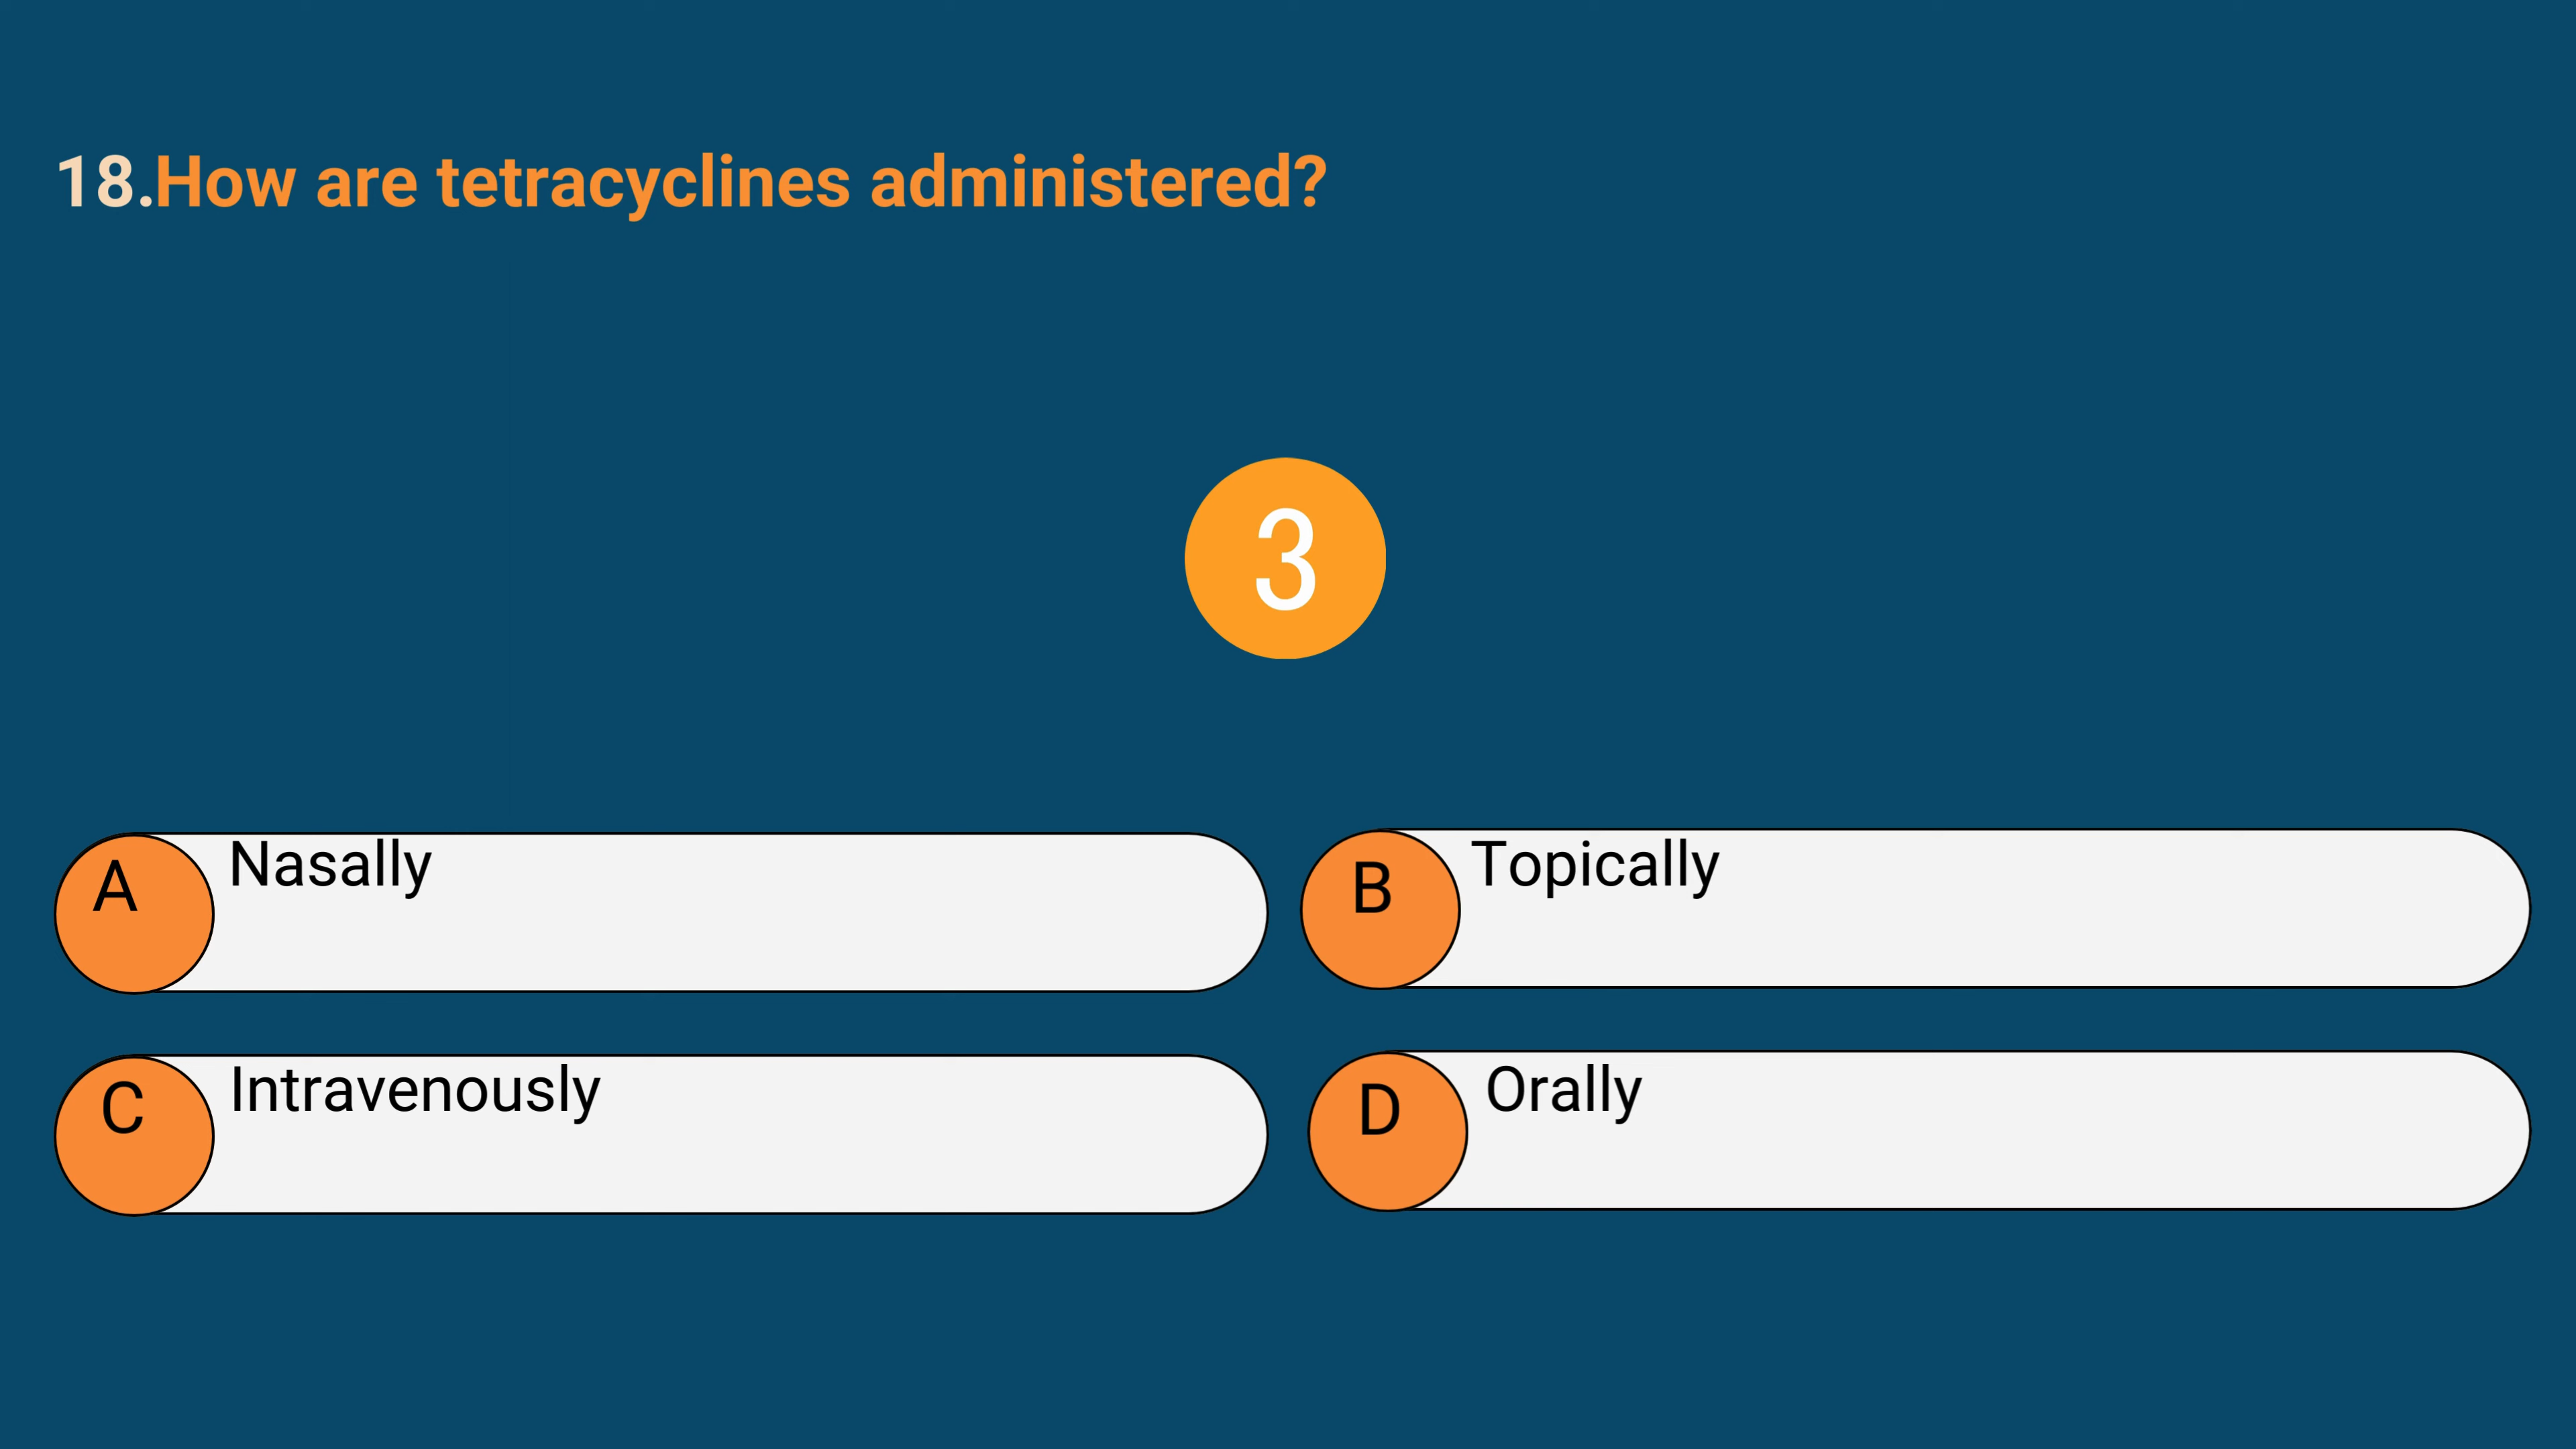 18.How are tetracyclines administered?
3
A Nasally
B Topically
C Intravenously
D Orally